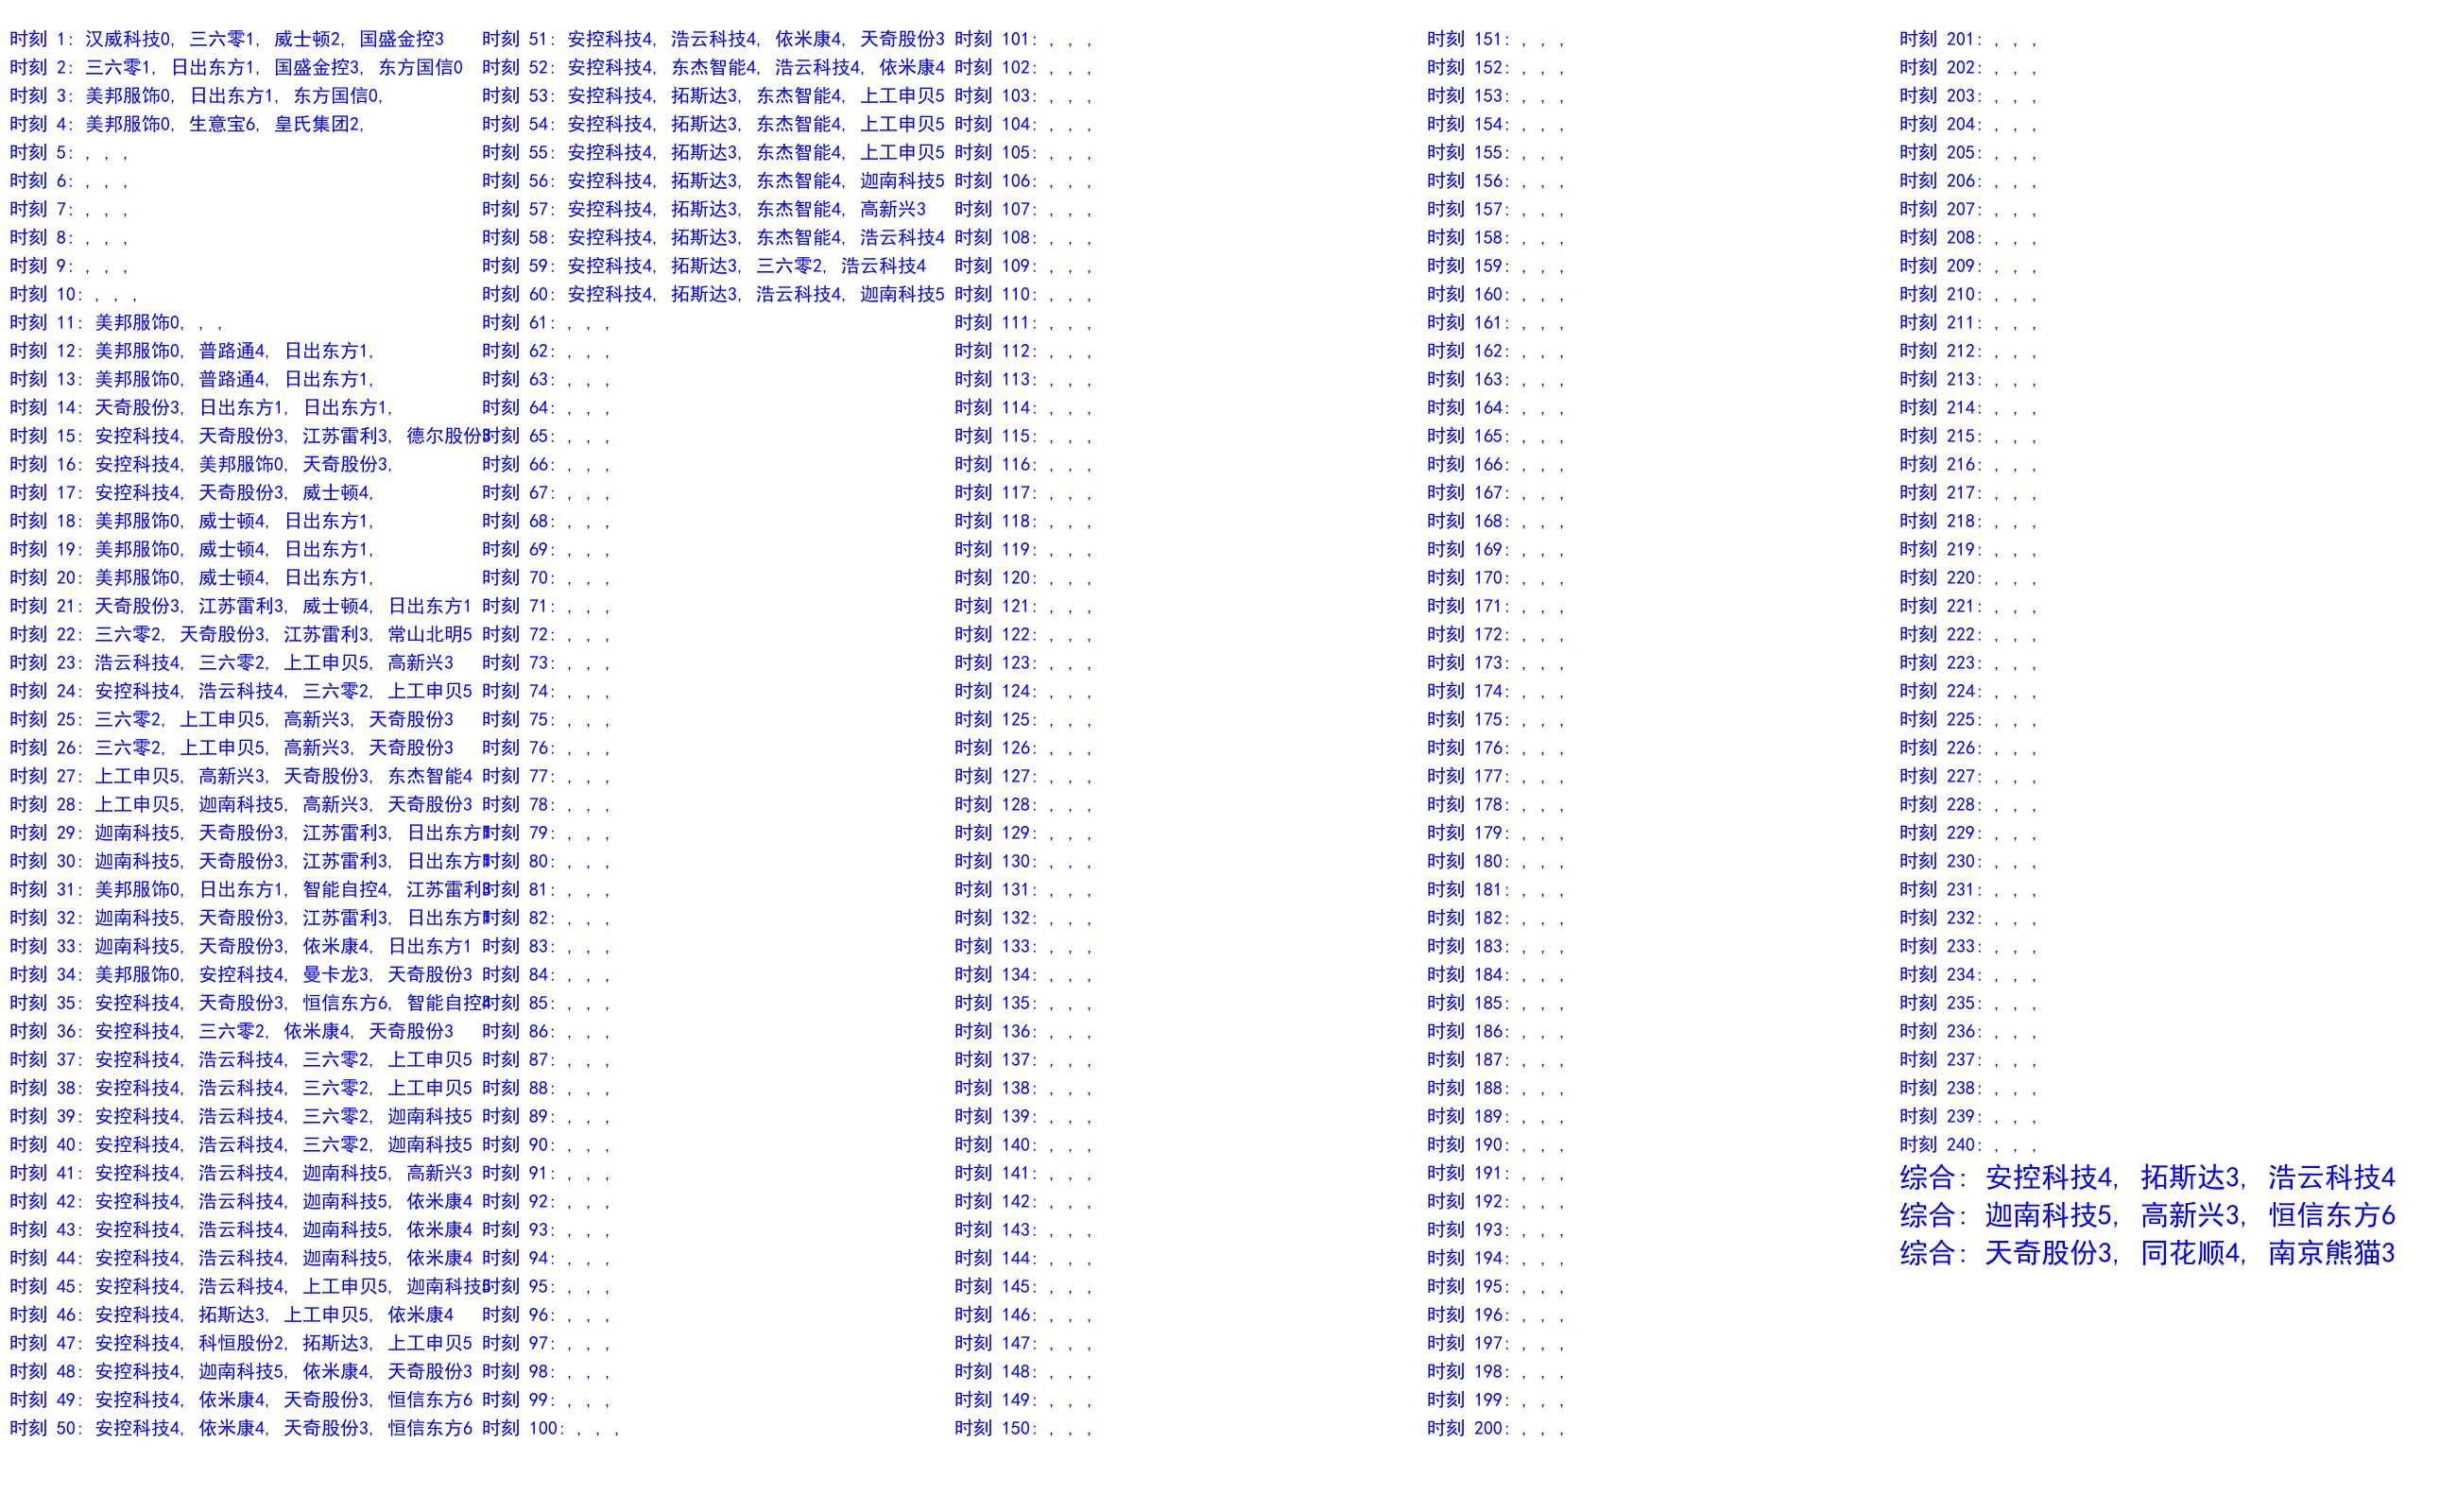 时刻 1: 汉威科技0, 三六零1, 威士顿2, 国盛金控3
时刻 2: 三六零1, 日出东方1, 国盛金控3, 东方国信0
时刻 3: 美邦服饰0, 日出东方1, 东方国信0,
时刻 4: 美邦服饰0, 生意宝6, 皇氏集团2,
时刻 5: , , ,
时刻 6: , , ,
时刻 7: , , ,
时刻 8: , , ,
时刻 9: , , ,
时刻 10: , , ,
时刻 11: 美邦服饰0, , ,
时刻 12: 美邦服饰0, 普路通4, 日出东方1,
时刻 13: 美邦服饰0, 普路通4, 日出东方1,
时刻 14: 天奇股份3, 日出东方1, 日出东方1,
时刻 15: 安控科技4, 天奇股份3, 江苏雷利3, 德尔股份
时刻 16: 安控科技4, 美邦服饰0, 天奇股份3,
时刻 17: 安控科技4, 天奇股份3, 威士顿4,
时刻 18: 美邦服饰0, 威士顿4, 日出东方1,
时刻 19: 美邦服饰0, 威士顿4, 日出东方1,
时刻 20: 美邦服饰0, 威士顿4, 日出东方1,
时刻 21: 天奇股份3, 江苏雷利3, 威士顿4, 日出东方1
时刻 22: 三六零2, 天奇股份3, 江苏雷利3, 常山北明5
时刻 23: 浩云科技4, 三六零2, 上工申贝5, 高新兴3
时刻 24: 安控科技4, 浩云科技4, 三六零2, 上工申贝5
时刻 25: 三六零2, 上工申贝5, 高新兴3, 天奇股份3
时刻 26: 三六零2, 上工申贝5, 高新兴3, 天奇股份3
时刻 27: 上工申贝5, 高新兴3, 天奇股份3, 东杰智能4
时刻 28: 上工申贝5, 迦南科技5, 高新兴3, 天奇股份3
时刻 29: 迦南科技5, 天奇股份3, 江苏雷利3, 日出东方1
时刻 30: 迦南科技5, 天奇股份3, 江苏雷利3, 日出东方1
时刻 31: 美邦服饰0, 日出东方1, 智能自控4, 江苏雷利3
时刻 32: 迦南科技5, 天奇股份3, 江苏雷利3, 日出东方1
时刻 33: 迦南科技5, 天奇股份3, 依米康4, 日出东方1
时刻 34: 美邦服饰0, 安控科技4, 曼卡龙3, 天奇股份3
时刻 35: 安控科技4, 天奇股份3, 恒信东方6, 智能自控4
时刻 36: 安控科技4, 三六零2, 依米康4, 天奇股份3
时刻 37: 安控科技4, 浩云科技4, 三六零2, 上工申贝5
时刻 38: 安控科技4, 浩云科技4, 三六零2, 上工申贝5
时刻 39: 安控科技4, 浩云科技4, 三六零2, 迦南科技5
时刻 40: 安控科技4, 浩云科技4, 三六零2, 迦南科技5
时刻 41: 安控科技4, 浩云科技4, 迦南科技5, 高新兴3
时刻 42: 安控科技4, 浩云科技4, 迦南科技5, 依米康4
时刻 43: 安控科技4, 浩云科技4, 迦南科技5, 依米康4
时刻 44: 安控科技4, 浩云科技4, 迦南科技5, 依米康4
时刻 45: 安控科技4, 浩云科技4, 上工申贝5, 迦南科技5
时刻 46: 安控科技4, 拓斯达3, 上工申贝5, 依米康4
时刻 47: 安控科技4, 科恒股份2, 拓斯达3, 上工申贝5
时刻 48: 安控科技4, 迦南科技5, 依米康4, 天奇股份3
时刻 49: 安控科技4, 依米康4, 天奇股份3, 恒信东方6
时刻 50: 安控科技4, 依米康4, 天奇股份3, 恒信东方6
时刻 51: 安控科技4, 浩云科技4, 依米康4, 天奇股份3
时刻 52: 安控科技4, 东杰智能4, 浩云科技4, 依米康4
时刻 53: 安控科技4, 拓斯达3, 东杰智能4, 上工申贝5
时刻 54: 安控科技4, 拓斯达3, 东杰智能4, 上工申贝5
时刻 55: 安控科技4, 拓斯达3, 东杰智能4, 上工申贝5
时刻 56: 安控科技4, 拓斯达3, 东杰智能4, 迦南科技5
时刻 57: 安控科技4, 拓斯达3, 东杰智能4, 高新兴3
时刻 58: 安控科技4, 拓斯达3, 东杰智能4, 浩云科技4
时刻 59: 安控科技4, 拓斯达3, 三六零2, 浩云科技4
时刻 60: 安控科技4, 拓斯达3, 浩云科技4, 迦南科技5
时刻 61: , , ,
时刻 62: , , ,
时刻 63: , , ,
时刻 64: , , ,
时刻 65: , , ,
时刻 66: , , ,
时刻 67: , , ,
时刻 68: , , ,
时刻 69: , , ,
时刻 70: , , ,
时刻 71: , , ,
时刻 72: , , ,
时刻 73: , , ,
时刻 74: , , ,
时刻 75: , , ,
时刻 76: , , ,
时刻 77: , , ,
时刻 78: , , ,
时刻 79: , , ,
时刻 80: , , ,
时刻 81: , , ,
时刻 82: , , ,
时刻 83: , , ,
时刻 84: , , ,
时刻 85: , , ,
时刻 86: , , ,
时刻 87: , , ,
时刻 88: , , ,
时刻 89: , , ,
时刻 90: , , ,
时刻 91: , , ,
时刻 92: , , ,
时刻 93: , , ,
时刻 94: , , ,
时刻 95: , , ,
时刻 96: , , ,
时刻 97: , , ,
时刻 98: , , ,
时刻 99: , , ,
时刻 100: , , ,
时刻 101: , , ,
时刻 102: , , ,
时刻 103: , , ,
时刻 104: , , ,
时刻 105: , , ,
时刻 106: , , ,
时刻 107: , , ,
时刻 108: , , ,
时刻 109: , , ,
时刻 110: , , ,
时刻 111: , , ,
时刻 112: , , ,
时刻 113: , , ,
时刻 114: , , ,
时刻 115: , , ,
时刻 116: , , ,
时刻 117: , , ,
时刻 118: , , ,
时刻 119: , , ,
时刻 120: , , ,
时刻 121: , , ,
时刻 122: , , ,
时刻 123: , , ,
时刻 124: , , ,
时刻 125: , , ,
时刻 126: , , ,
时刻 127: , , ,
时刻 128: , , ,
时刻 129: , , ,
时刻 130: , , ,
时刻 131: , , ,
时刻 132: , , ,
时刻 133: , , ,
时刻 134: , , ,
时刻 135: , , ,
时刻 136: , , ,
时刻 137: , , ,
时刻 138: , , ,
时刻 139: , , ,
时刻 140: , , ,
时刻 141: , , ,
时刻 142: , , ,
时刻 143: , , ,
时刻 144: , , ,
时刻 145: , , ,
时刻 146: , , ,
时刻 147: , , ,
时刻 148: , , ,
时刻 149: , , ,
时刻 150: , , ,
时刻 151: , , ,
时刻 152: , , ,
时刻 153: , , ,
时刻 154: , , ,
时刻 155: , , ,
时刻 156: , , ,
时刻 157: , , ,
时刻 158: , , ,
时刻 159: , , ,
时刻 160: , , ,
时刻 161: , , ,
时刻 162: , , ,
时刻 163: , , ,
时刻 164: , , ,
时刻 165: , , ,
时刻 166: , , ,
时刻 167: , , ,
时刻 168: , , ,
时刻 169: , , ,
时刻 170: , , ,
时刻 171: , , ,
时刻 172: , , ,
时刻 173: , , ,
时刻 174: , , ,
时刻 175: , , ,
时刻 176: , , ,
时刻 177: , , ,
时刻 178: , , ,
时刻 179: , , ,
时刻 180: , , ,
时刻 181: , , ,
时刻 182: , , ,
时刻 183: , , ,
时刻 184: , , ,
时刻 185: , , ,
时刻 186: , , ,
时刻 187: , , ,
时刻 188: , , ,
时刻 189: , , ,
时刻 190: , , ,
时刻 191: , , ,
时刻 192: , , ,
时刻 193: , , ,
时刻 194: , , ,
时刻 195: , , ,
时刻 196: , , ,
时刻 197: , , ,
时刻 198: , , ,
时刻 199: , , ,
时刻 200: , , ,
时刻 201: , , ,
时刻 202: , , ,
时刻 203: , , ,
时刻 204: , , ,
时刻 205: , , ,
时刻 206: , , ,
时刻 207: , , ,
时刻 208: , , ,
时刻 209: , , ,
时刻 210: , , ,
时刻 211: , , ,
时刻 212: , , ,
时刻 213: , , ,
时刻 214: , , ,
时刻 215: , , ,
时刻 216: , , ,
时刻 217: , , ,
时刻 218: , , ,
时刻 219: , , ,
时刻 220: , , ,
时刻 221: , , ,
时刻 222: , , ,
时刻 223: , , ,
时刻 224: , , ,
时刻 225: , , ,
时刻 226: , , ,
时刻 227: , , ,
时刻 228: , , ,
时刻 229: , , ,
时刻 230: , , ,
时刻 231: , , ,
时刻 232: , , ,
时刻 233: , , ,
时刻 234: , , ,
时刻 235: , , ,
时刻 236: , , ,
时刻 237: , , ,
时刻 238: , , ,
时刻 239: , , ,
时刻 240: , , ,
综合: 安控科技4, 拓斯达3, 浩云科技4
综合: 迦南科技5, 高新兴3, 恒信东方6
综合: 天奇股份3, 同花顺4, 南京熊猫3